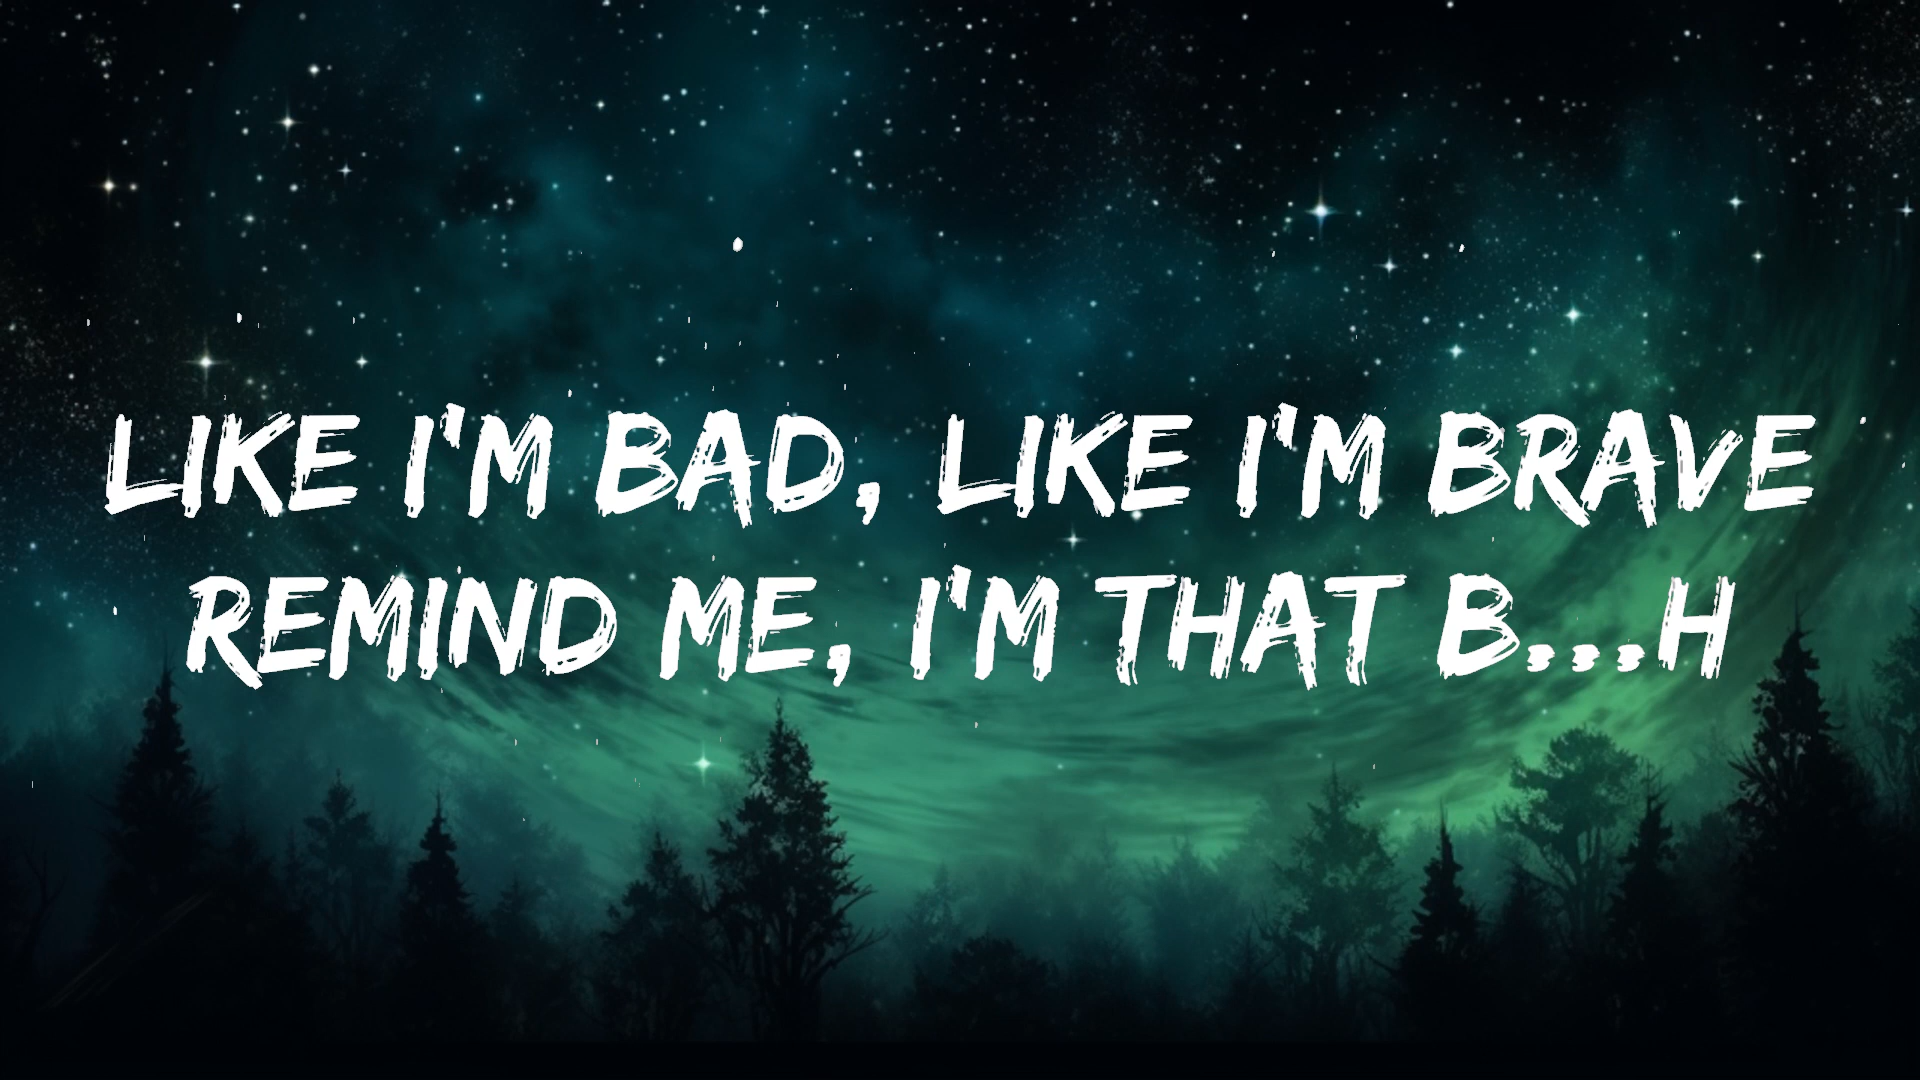 LIKE I'M BAD, LIKE I'M BRAVE
REMIND ME, I'M THAT B...H